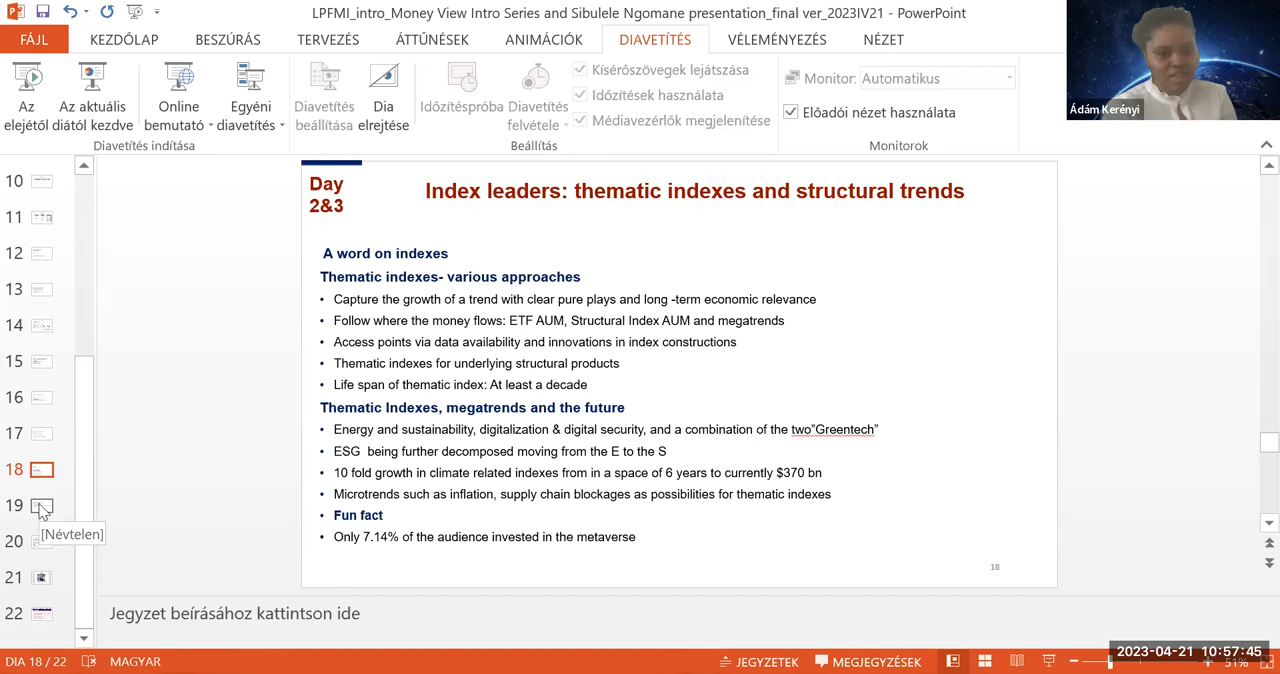 LPFMI_intro_Money View Intro Series and Sibulele Ngomane presentation_final ver_2023IV21 - PowerPoint
FÁJL KEZDŐLAP BESZÚRÁS TERVEZÉS ÁTTŰNÉSEK ANIMÁCIÓK DIAVETÍTÉS VÉLEMÉNYEZÉS NÉZET
Az elejétől
Az aktuális diától kezdve
Online bemutató
Egyéni diavetítés
Diavetítés indítása
Diavetítés beállítása
Dia elrejtése
Időzítéspróba
Diavetítés felvétele
Kísérőszövegek lejátszása
Időzítések használata
Médiavezérlők megjelenítése
Beállítás
Monitor: Automatikus
Előadói nézet használata
Monitorok
Ádám Kerényi
10
11
12
13
14
15
16
17
18
19
[Névtelen]
20
21
22
Day
2&3
Index leaders: thematic indexes and structural trends
A word on indexes
Thematic indexes- various approaches
• Capture the growth of a trend with clear pure plays and long -term economic relevance
• Follow where the money flows: ETF AUM, Structural Index AUM and megatrends
• Access points via data availability and innovations in index constructions
• Thematic indexes for underlying structural products
• Life span of thematic index: At least a decade
Thematic Indexes, megatrends and the future
• Energy and sustainability, digitalization & digital security, and a combination of the two"Greentech"
• ESG being further decomposed moving from the E to the S
• 10 fold growth in climate related indexes from in a space of 6 years to currently $370 bn
• Microtrends such as inflation, supply chain blockages as possibilities for thematic indexes
• Fun fact
• Only 7.14% of the audience invested in the metaverse
18
Jegyzet beírásához kattintson ide
DIA 18 / 22 MAGYAR JEGYZETEK MEGJEGYZÉSEK 51%
2023-04-21 10:57:45